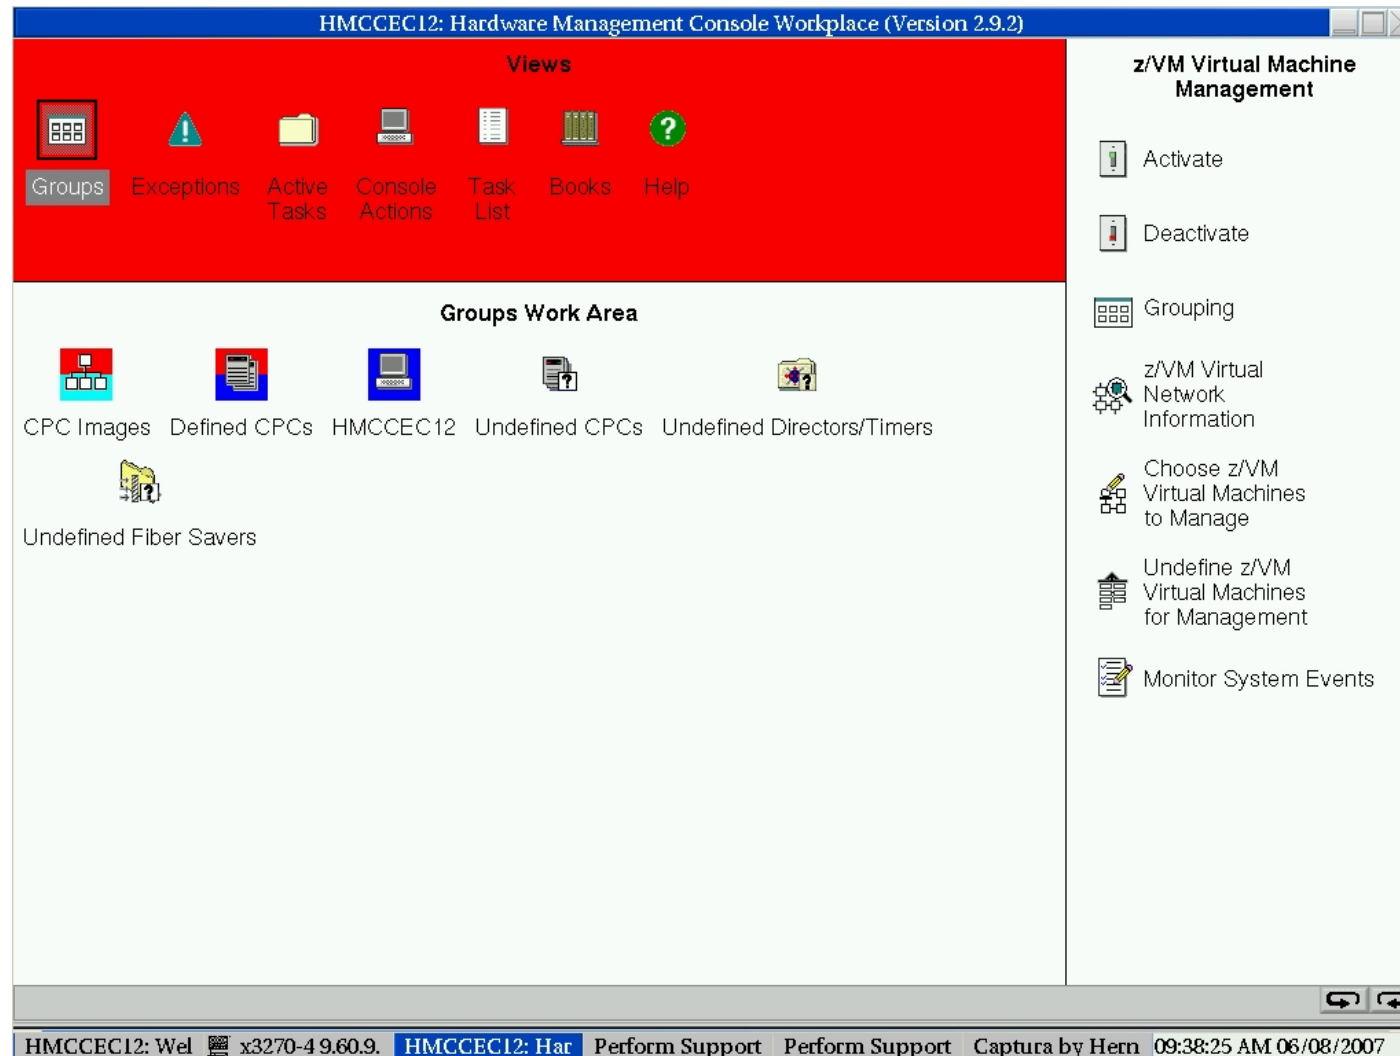 HMCCEC12: Hardware Management Console Workplace (Version 2.9.2)
Views
Groups
Exceptions
Active
Tasks
Console
Actions
Task
List
Books
Help
Groups Work Area
CPC Images
Defined CPCs
HMCCEC12
Undefined CPCs
Undefined Directors/Timers
Undefined Fiber Savers
z/VM Virtual Machine
Management
Activate
Deactivate
Grouping
z/VM Virtual
Network
Information
Choose z/VM
Virtual Machines
to Manage
Undefine z/VM
Virtual Machines
for Management
Monitor System Events
HMCCEC12: Wel
x3270-4 9.60.9.
HMCCEC12: Har
Perform Support
Perform Support
Captura by Hern
09:38:25 AM 06/08/2007